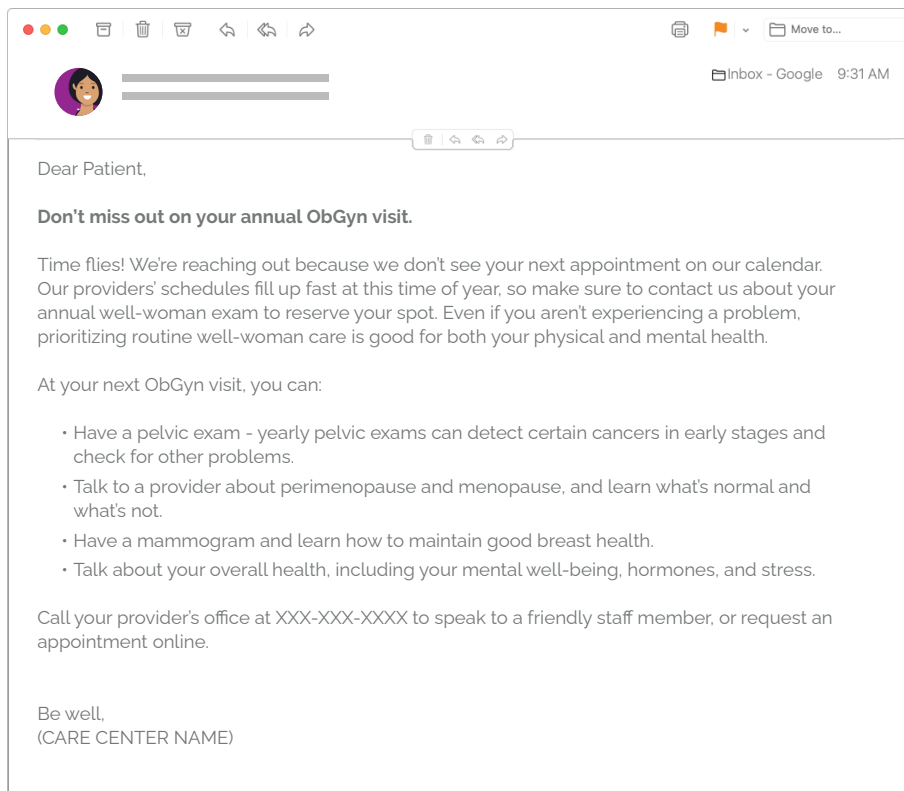 Move to...
Inbox - Google 9:31 AM
Dear Patient,
Don't miss out on your annual ObGyn visit.
Time flies! We're reaching out because we don't see your next appointment on our calendar.
Our providers' schedules fill up fast at this time of year, so make sure to contact us about your
annual well-woman exam to reserve your spot. Even if you aren't experiencing a problem,
prioritizing routine well-woman care is good for both your physical and mental health.
At your next ObGyn visit, you can:
• Have a pelvic exam - yearly pelvic exams can detect certain cancers in early stages and
check for other problems.
• Talk to a provider about perimenopause and menopause, and learn what's normal and
what's not.
• Have a mammogram and learn how to maintain good breast health.
• Talk about your overall health, including your mental well-being, hormones, and stress.
Call your provider's office at XXX-XXX-XXXX to speak to a friendly staff member, or request an
appointment online.
Be well,
(CARE CENTER NAME)